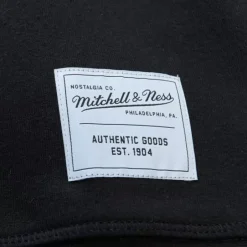 NOSTALGIA CO.
Mitchell & Ness
PHILADELPHIA, PA.
AUTHENTIC GOODS
EST. 1904